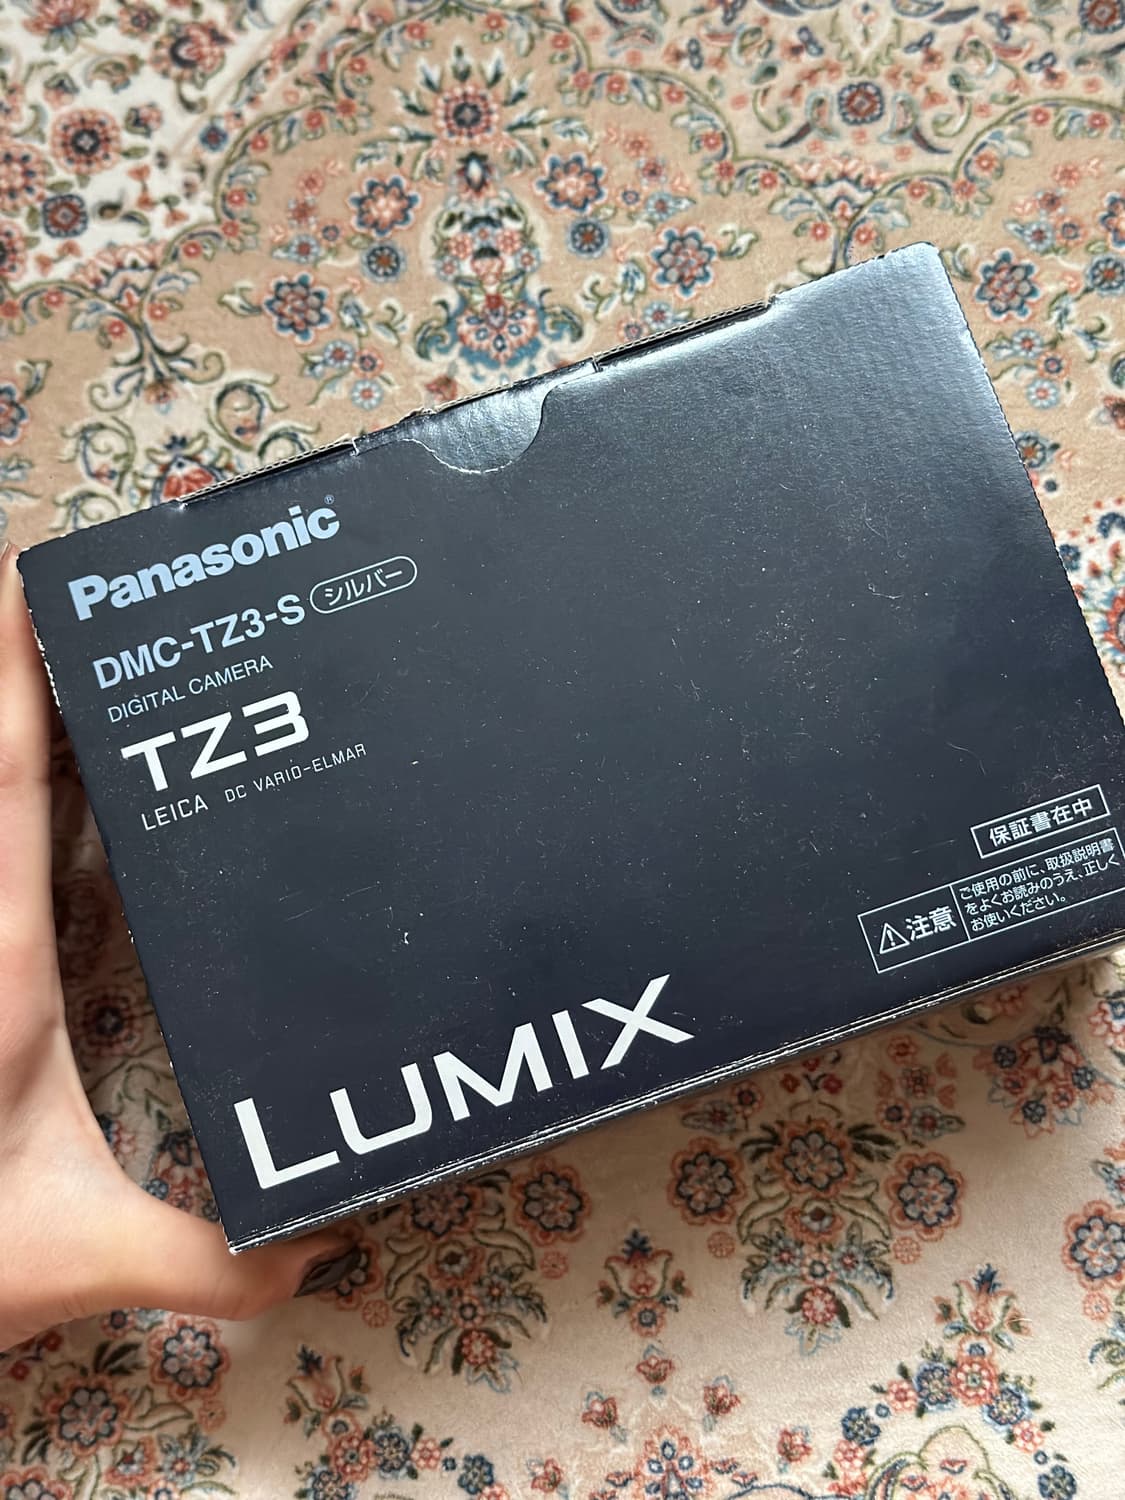 Panasonic®
DMC-TZ3-S シルバー
DIGITAL CAMERA
TZ3
LEICA DC VARIO-ELMAR
保証書在中
注意
ご使用の前に、取扱説明書
をよくお読みのうえ、正しく
お使いください。
LUMIX